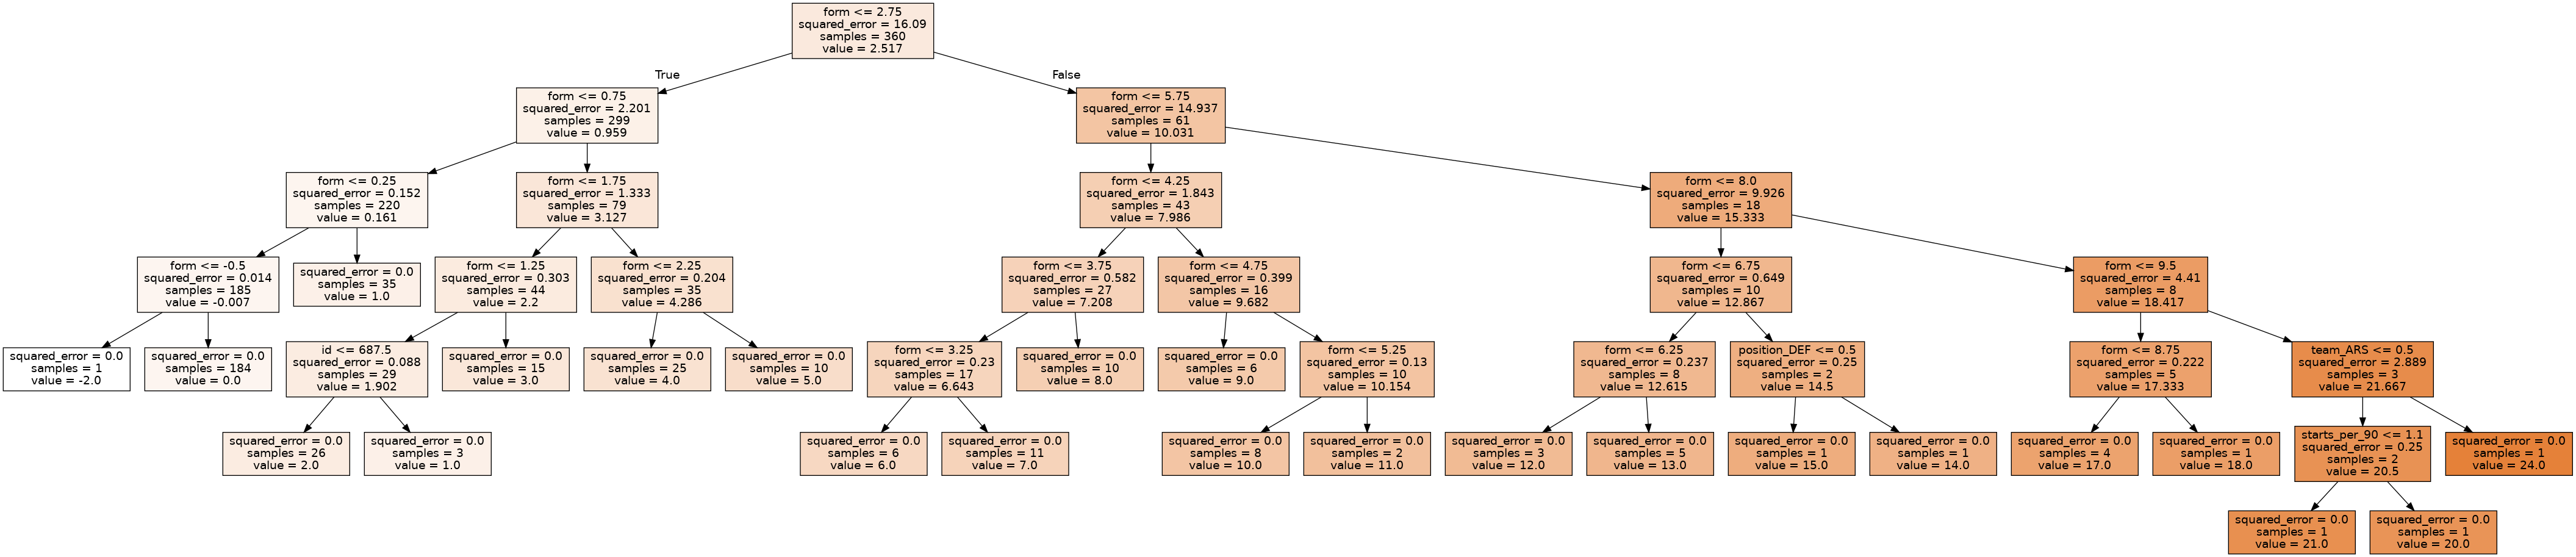 form <= 2.75
squared_error = 16.09
samples = 360
value = 2.517
True
False
form <= 0.75
squared_error = 2.201
samples = 299
value = 0.959
form <= 5.75
squared_error = 14.937
samples = 61
value = 10.031
form <= 0.25
squared_error = 0.152
samples = 220
value = 0.161
form <= 1.75
squared_error = 1.333
samples = 79
value = 3.127
form <= 4.25
squared_error = 1.843
samples = 43
value = 7.986
form <= 8.0
squared_error = 9.926
samples = 18
value = 15.333
form <= -0.5
squared_error = 0.014
samples = 185
value = -0.007
squared_error = 0.0
samples = 35
value = 1.0
form <= 1.25
squared_error = 0.303
samples = 44
value = 2.2
form <= 2.25
squared_error = 0.204
samples = 35
value = 4.286
form <= 3.75
squared_error = 0.582
samples = 27
value = 7.208
form <= 4.75
squared_error = 0.399
samples = 16
value = 9.682
form <= 6.75
squared_error = 0.649
samples = 10
value = 12.867
form <= 9.5
squared_error = 4.41
samples = 8
value = 18.417
squared_error = 0.0
samples = 1
value = -2.0
squared_error = 0.0
samples = 184
value = 0.0
id <= 687.5
squared_error = 0.088
samples = 29
value = 1.902
squared_error = 0.0
samples = 15
value = 3.0
squared_error = 0.0
samples = 25
value = 4.0
squared_error = 0.0
samples = 10
value = 5.0
form <= 3.25
squared_error = 0.23
samples = 17
value = 6.643
squared_error = 0.0
samples = 10
value = 8.0
squared_error = 0.0
samples = 6
value = 9.0
form <= 5.25
squared_error = 0.13
samples = 10
value = 10.154
form <= 6.25
squared_error = 0.237
samples = 8
value = 12.615
position_DEF <= 0.5
squared_error = 0.25
samples = 2
value = 14.5
form <= 8.75
squared_error = 0.222
samples = 5
value = 17.333
team_ARS <= 0.5
squared_error = 2.889
samples = 3
value = 21.667
squared_error = 0.0
samples = 26
value = 2.0
squared_error = 0.0
samples = 3
value = 1.0
squared_error = 0.0
samples = 6
value = 6.0
squared_error = 0.0
samples = 11
value = 7.0
squared_error = 0.0
samples = 8
value = 10.0
squared_error = 0.0
samples = 2
value = 11.0
squared_error = 0.0
samples = 3
value = 12.0
squared_error = 0.0
samples = 5
value = 13.0
squared_error = 0.0
samples = 1
value = 15.0
squared_error = 0.0
samples = 1
value = 14.0
squared_error = 0.0
samples = 4
value = 17.0
squared_error = 0.0
samples = 1
value = 18.0
starts_per_90 <= 1.1
squared_error = 0.25
samples = 2
value = 20.5
squared_error = 0.0
samples = 1
value = 24.0
squared_error = 0.0
samples = 1
value = 21.0
squared_error = 0.0
samples = 1
value = 20.0